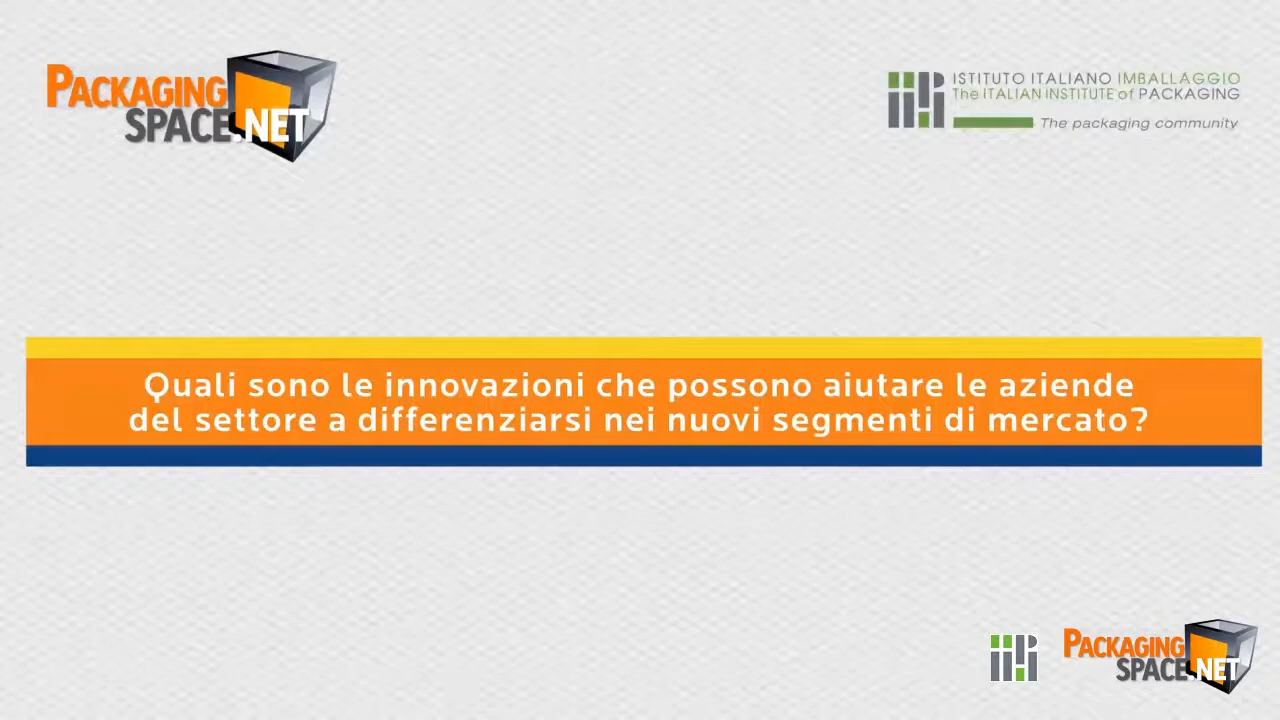 PACKAGING
SPACE.NET
ISTITUTO ITALIANO IMBALLAGGIO
The ITALIAN INSTITUTE of PACKAGING
The packaging community
Quali sono le innovazioni che possono aiutare le aziende
del settore a differenziarsi nei nuovi segmenti di mercato?
PACKAGING
SPACE.NET